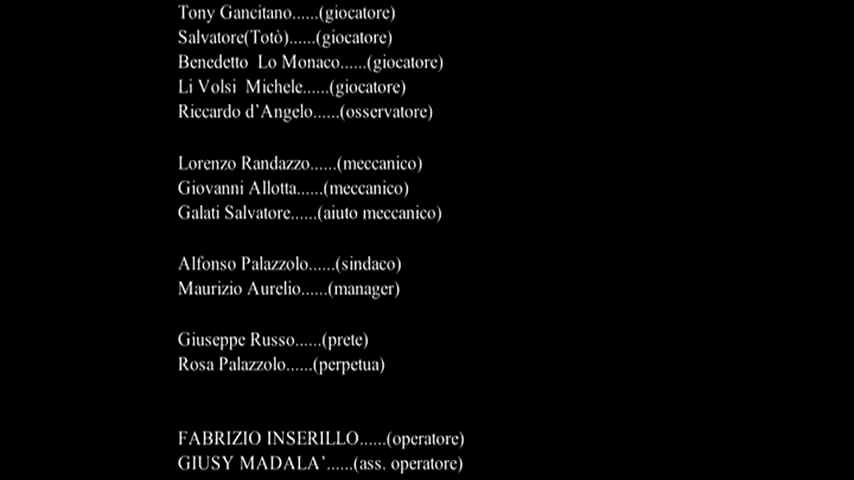 Tony Gancitano......(giocatore)
Salvatore(Totò)......(giocatore)
Benedetto  Lo Monaco......(giocatore)
Li Volsi  Michele......(giocatore)
Riccardo d’Angelo......(osservatore)
Lorenzo Randazzo......(meccanico)
Giovanni Allotta......(meccanico)
Galati Salvatore......(aiuto meccanico)
Alfonso Palazzolo......(sindaco)
Maurizio Aurelio......(manager)
Giuseppe Russo......(prete)
Rosa Palazzolo......(perpetua)
FABRIZIO INSERILLO......(operatore)
GIUSY MADALA’......(ass. operatore)